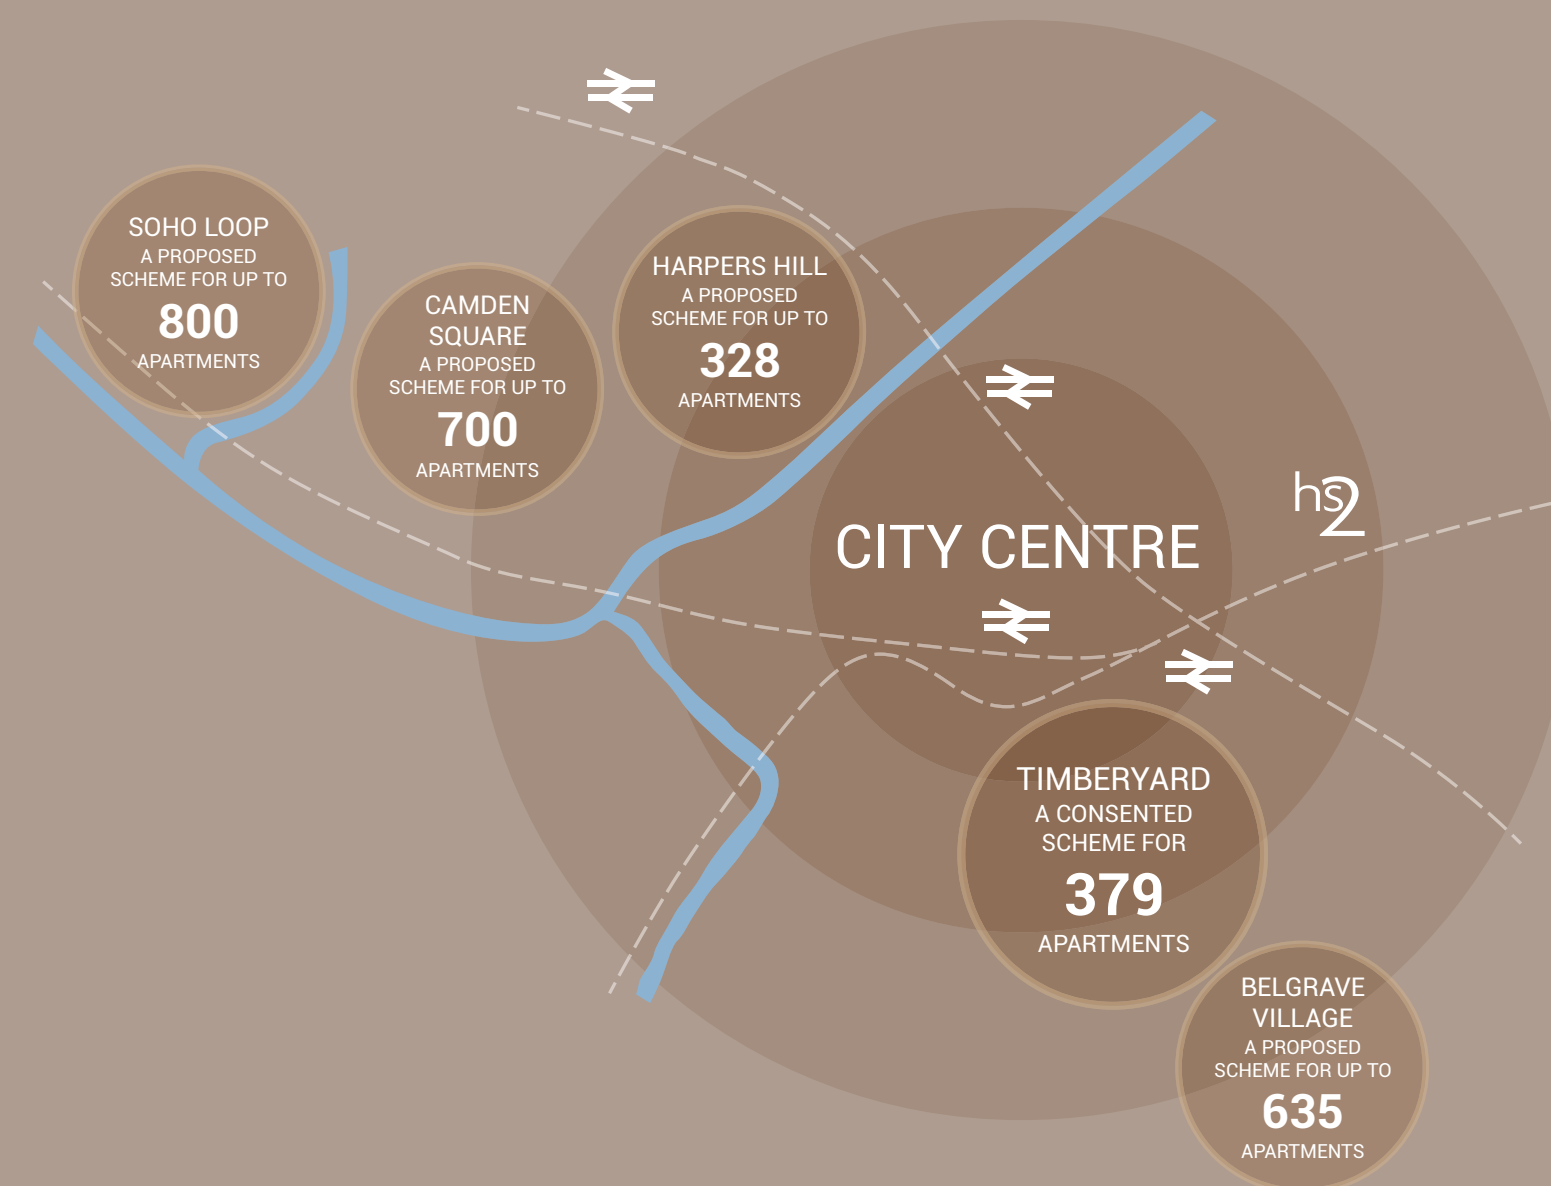 SOHO LOOP
A PROPOSED
SCHEME FOR UP TO
800
APARTMENTS
CAMDEN
SQUARE
A PROPOSED
SCHEME FOR UP TO
700
APARTMENTS
HARPERS HILL
A PROPOSED
SCHEME FOR UP TO
328
APARTMENTS
hs2
CITY CENTRE
TIMBERYARD
A CONSENTED
SCHEME FOR
379
APARTMENTS
BELGRAVE
VILLAGE
A PROPOSED
SCHEME FOR UP TO
635
APARTMENTS